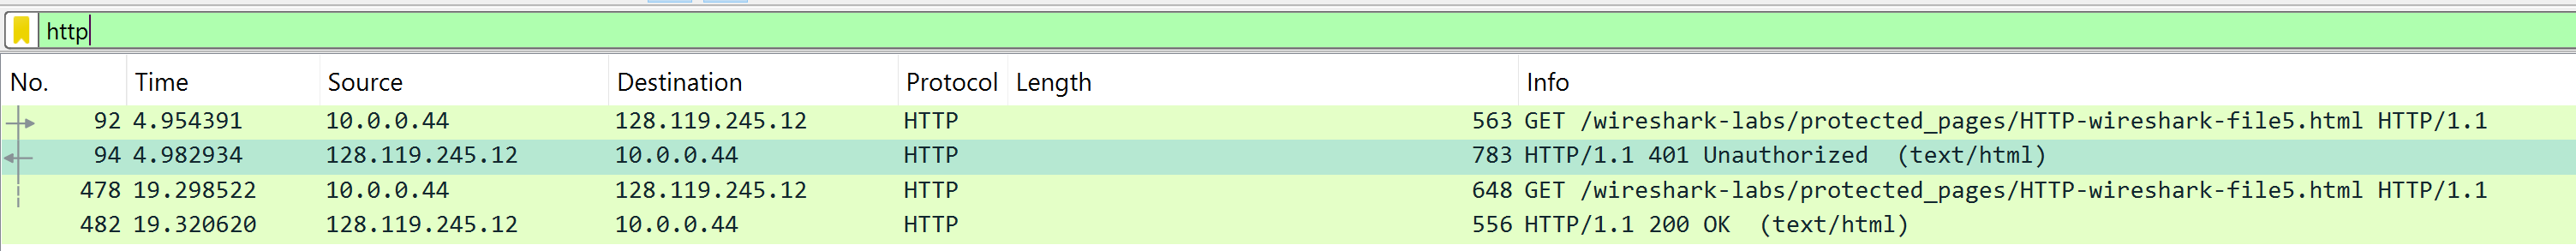 http
No. Time Source Destination Protocol Length Info
92 4.954391 10.0.0.44 128.119.245.12 HTTP 563 GET /wireshark-labs/protected_pages/HTTP-wireshark-file5.html HTTP/1.1
94 4.982934 128.119.245.12 10.0.0.44 HTTP 783 HTTP/1.1 401 Unauthorized (text/html)
478 19.298522 10.0.0.44 128.119.245.12 HTTP 648 GET /wireshark-labs/protected_pages/HTTP-wireshark-file5.html HTTP/1.1
482 19.320620 128.119.245.12 10.0.0.44 HTTP 556 HTTP/1.1 200 OK (text/html)